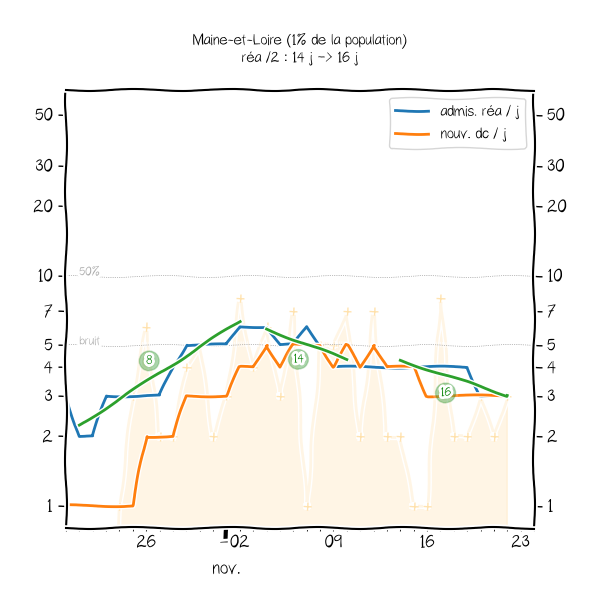 Maine-et-Loire (1% de la population)
réa /2 : 14 j -> 16 j
admis. réa / j
nouv. dc / j
50 50
30 30
20 20
10 50% 10
7 7
5 bruit 5
4 8 14 4
3 16 3
2 2
1 1
26 02 09 16 23
nov.